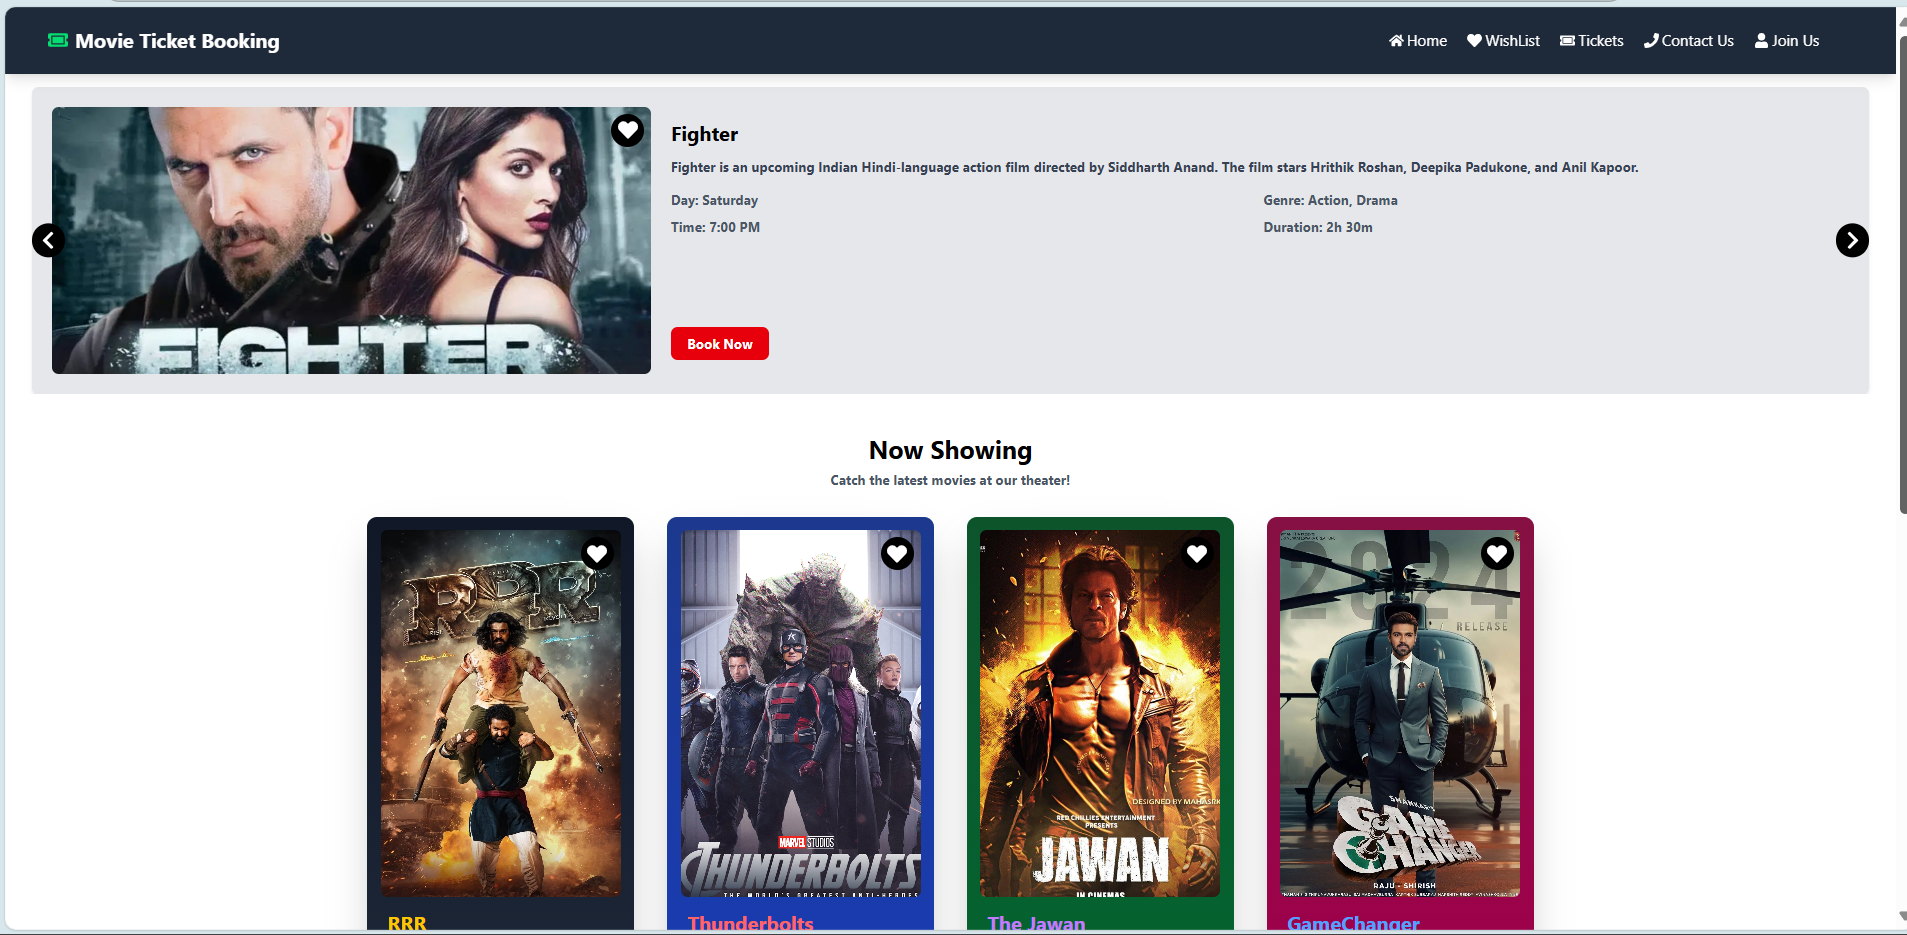 Movie Ticket Booking
Home WishList Tickets Contact Us Join Us
FIGHTER
Fighter
Fighter is an upcoming Indian Hindi-language action film directed by Siddharth Anand. The film stars Hrithik Roshan, Deepika Padukone, and Anil Kapoor.
Day: Saturday Genre: Action, Drama
Time: 7:00 PM Duration: 2h 30m
Book Now
Now Showing
Catch the latest movies at our theater!
RRR
MARVEL STUDIOS
THUNDERBOLTS
THE WORLD'S GREATEST ANTI-HEROES
DESIGNED BY MAHASRK
RED CHILLIES ENTERTAINMENT
PRESENTS
JAWAN
IN CINEMAS
2024
RELEASE
SHANKAR'S
GAME
CHANGER
RAJU - SHIRISH
RRR
Thunderbolts
The Jawan
GameChanger